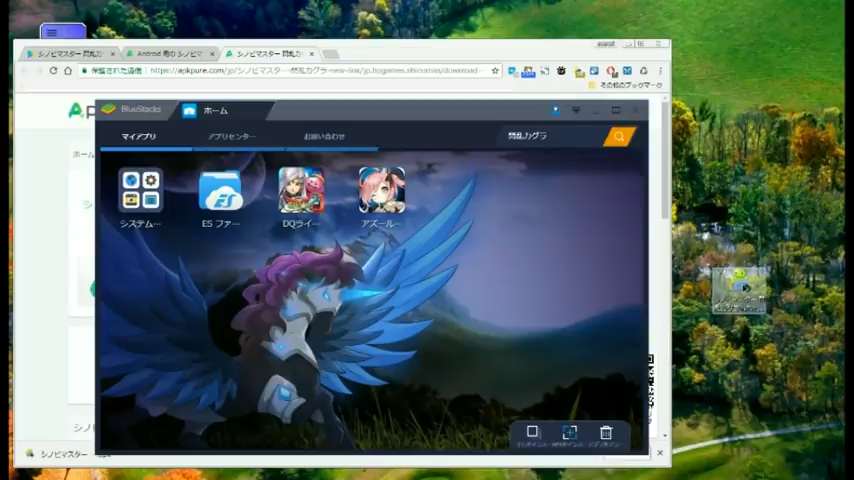 シノビマスター 閃乱カ
Android 用の シノビマス
シノビマスター 閃乱カグ
保護された通信
https://apkpure.com/jp/シノビマスター-閃乱カグラ-new-link/jp.hpgames.shinomas/download-
その他のブックマーク
BlueStacks
ホーム
マイアプリ
アプリセンター
お問い合わせ
閃乱カグラ
ホーム
システム…
ES ファ…
DQライ…
アズール…
シノビマスター